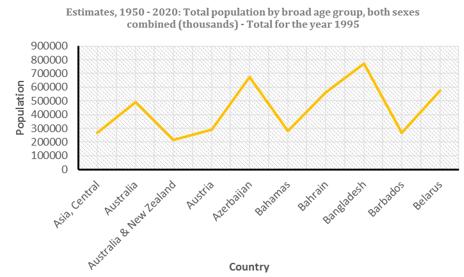 Estimates, 1950 - 2020: Total population by broad age group, both sexes
combined (thousands) - Total for the year 1995
900000
800000
700000
600000
500000
400000
300000
200000
100000
0
Population
Asia, Central
Australia
Australia & New Zealand
Austria
Azerbaijan
Bahamas
Bahrain
Bangladesh
Barbados
Belarus
Country